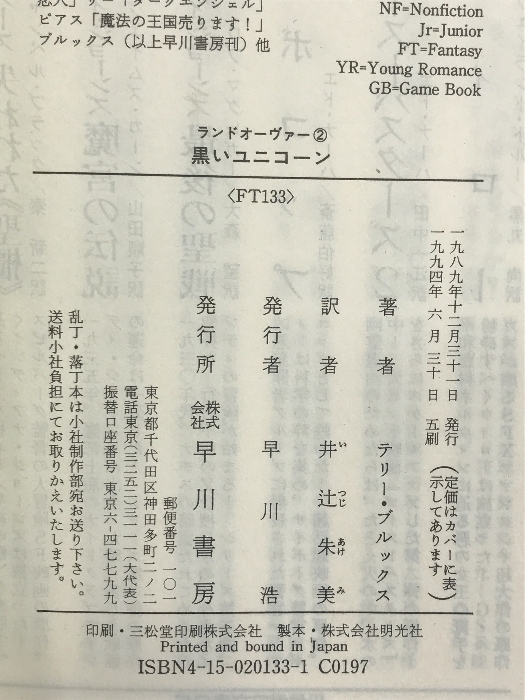 ピアス「魔法の王国売ります!」
ブルックス(以上早川書房刊)他
NF=Nonfiction
Jr=Junior
FT=Fantasy
YR=Young Romance
GB=Game Book
ランドオーヴァー②
黒いユニコーン
〈FT133〉
一九八九年十二月三十一日 発行
一九九四年 六月 三十日 五刷
(定価はカバーに表示してあります)
著者 テリー・ブルックス
訳者 井辻朱美
いつじあけみ
発行者 早川 浩
発行所 株式会社 早川書房
郵便番号 一〇一
東京都千代田区神田多町二ノ二
電話東京(三二五二)三一一一(大代表)
振替口座番号 東京六-四七七九九
乱丁・落丁本は小社制作部宛お送り下さい。
送料小社負担にてお取りかえいたします。
印刷・三松堂印刷株式会社 製本・株式会社明光社
Printed and bound in Japan
ISBN4-15-020133-1 C0197